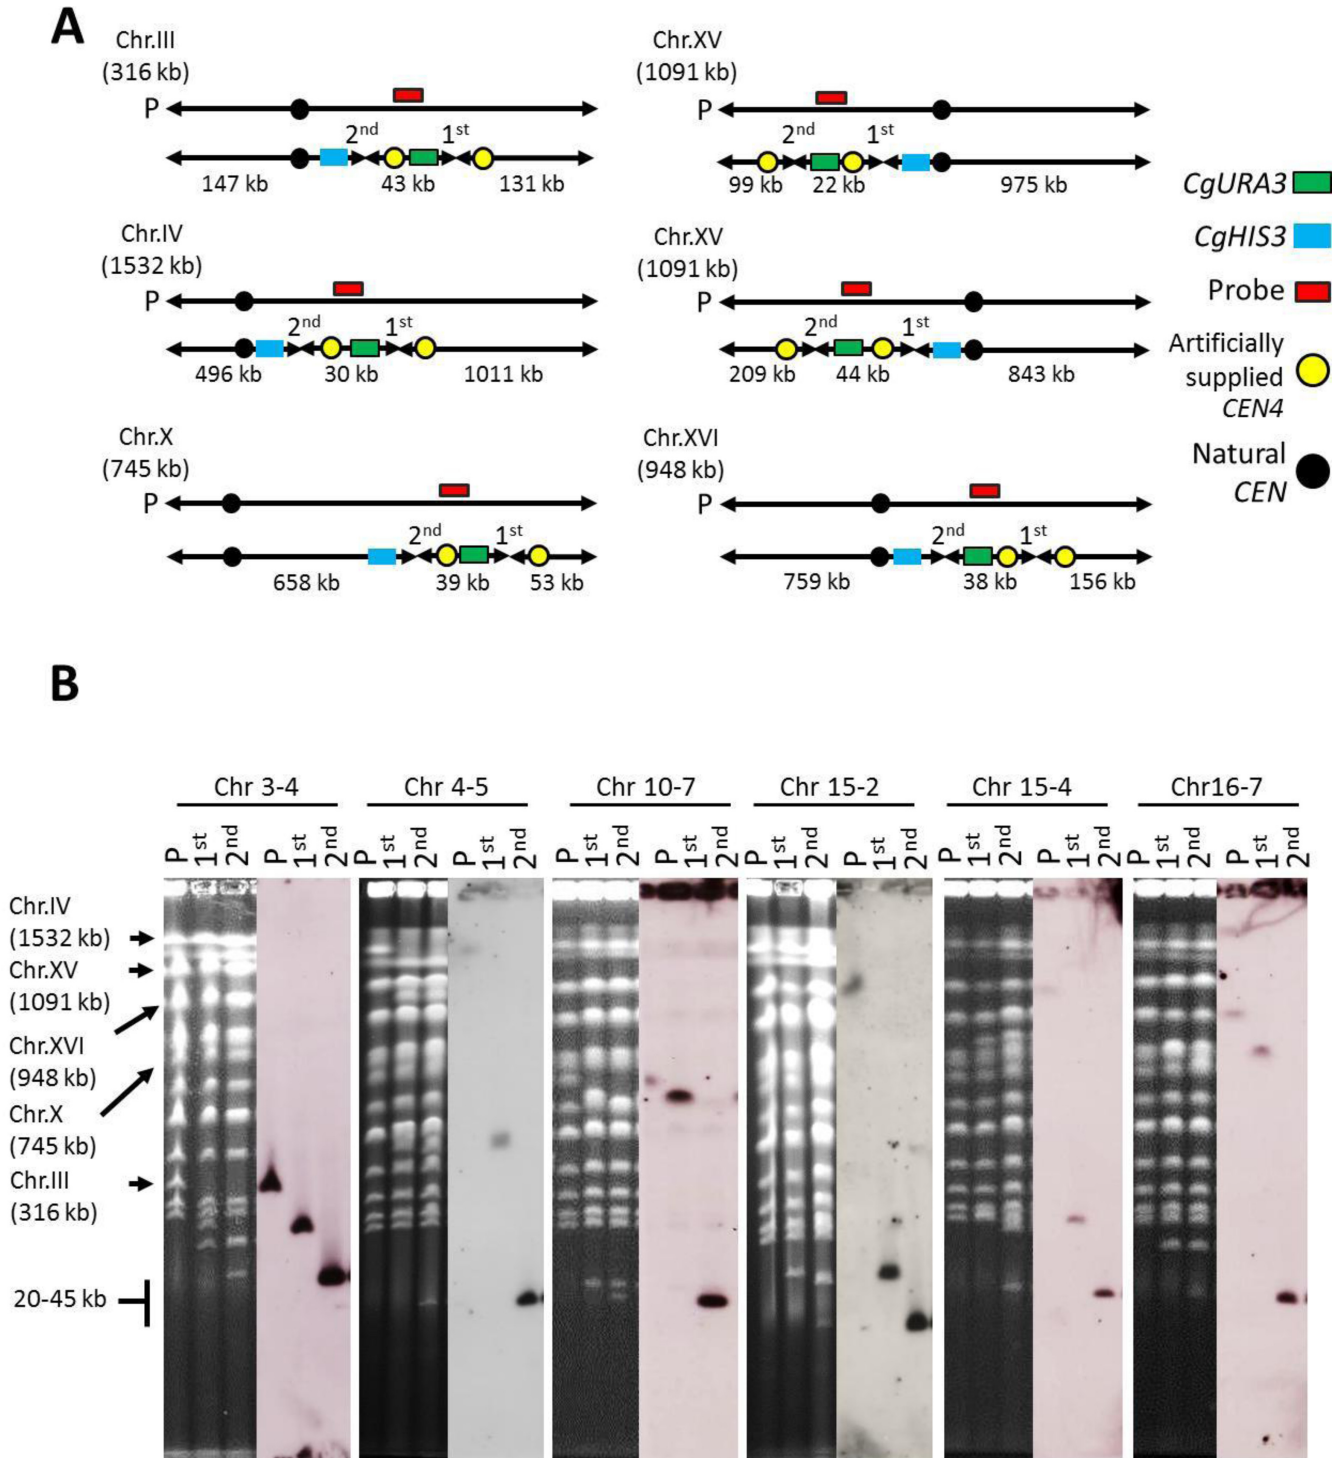 A
Chr.III
(316 kb)
P
2nd 1st
147 kb 43 kb 131 kb
Chr.XV
(1091 kb)
P
2nd 1st
99 kb 22 kb 975 kb
Chr.IV
(1532 kb)
P
2nd 1st
496 kb 30 kb 1011 kb
Chr.XV
(1091 kb)
P
2nd 1st
209 kb 44 kb 843 kb
Chr.X
(745 kb)
P
2nd 1st
658 kb 39 kb 53 kb
Chr.XVI
(948 kb)
P
2nd 1st
759 kb 38 kb 156 kb
CgURA3
CgHIS3
Probe
Artificially
supplied
CEN4
Natural
CEN
B
Chr 3-4 Chr 4-5 Chr 10-7 Chr 15-2 Chr 15-4 Chr16-7
P 1st 2nd P 1st 2nd P 1st 2nd P 1st 2nd P 1st 2nd P 1st 2nd P 1st 2nd P 1st 2nd P 1st 2nd P 1st 2nd P 1st 2nd P 1st 2nd
Chr.IV
(1532 kb)
Chr.XV
(1091 kb)
Chr.XVI
(948 kb)
Chr.X
(745 kb)
Chr.III
(316 kb)
20-45 kb